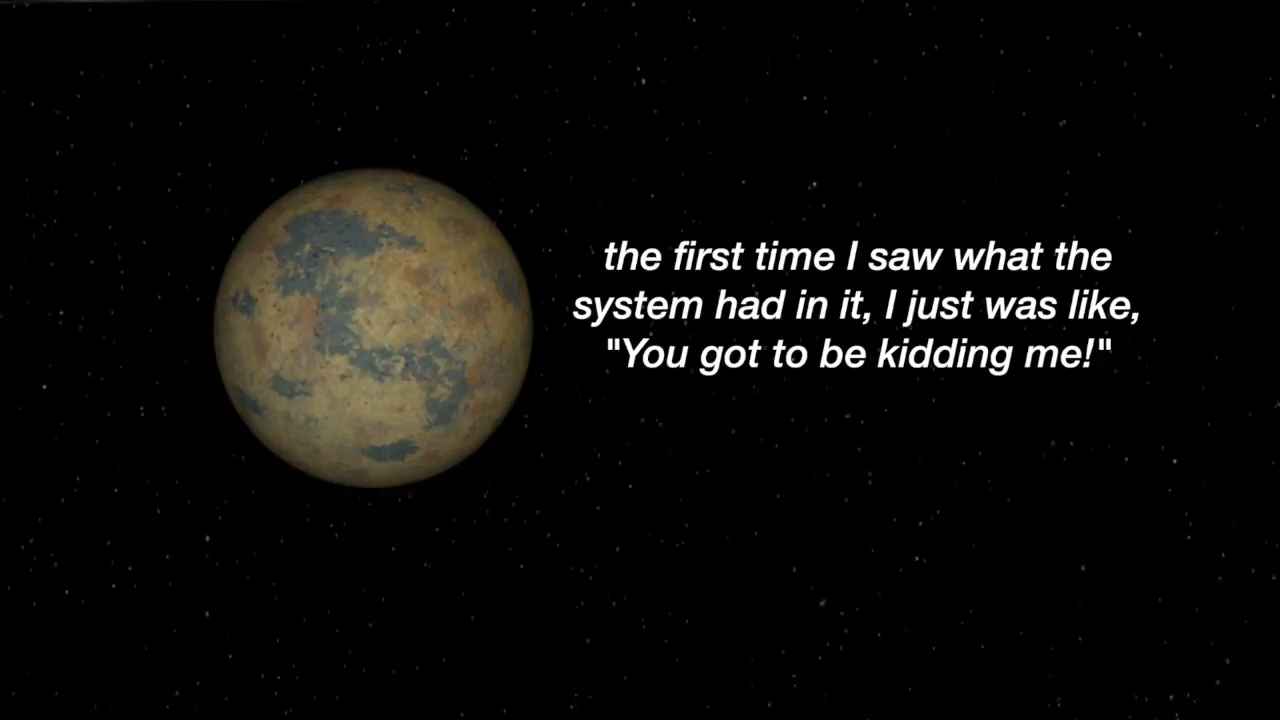 the first time I saw what the
system had in it, I just was like,
"You got to be kidding me!"